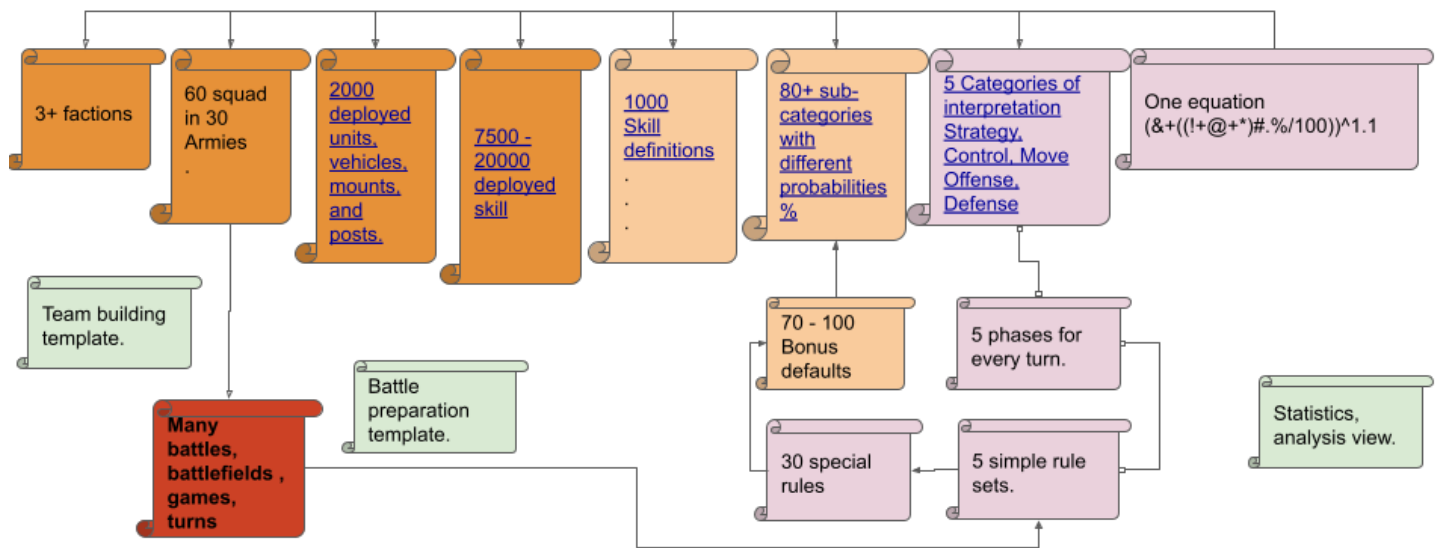 3+ factions
60 squad
in 30
Armies
.
2000
deployed
units,
vehicles,
mounts,
and
posts.
7500 -
20000
deployed
skill
1000
Skill
definitions
.
.
.
80+ sub-
categories
with
different
probabilities
%
5 Categories of
interpretation
Strategy,
Control, Move
Offense,
Defense
One equation
(&+((!+@+*)#.%/100))^1.1
Team building
template.
Battle
preparation
template.
70 - 100
Bonus
defaults
5 phases for
every turn.
Many
battles,
battlefields ,
games,
turns
30 special
rules
5 simple rule
sets.
Statistics,
analysis view.